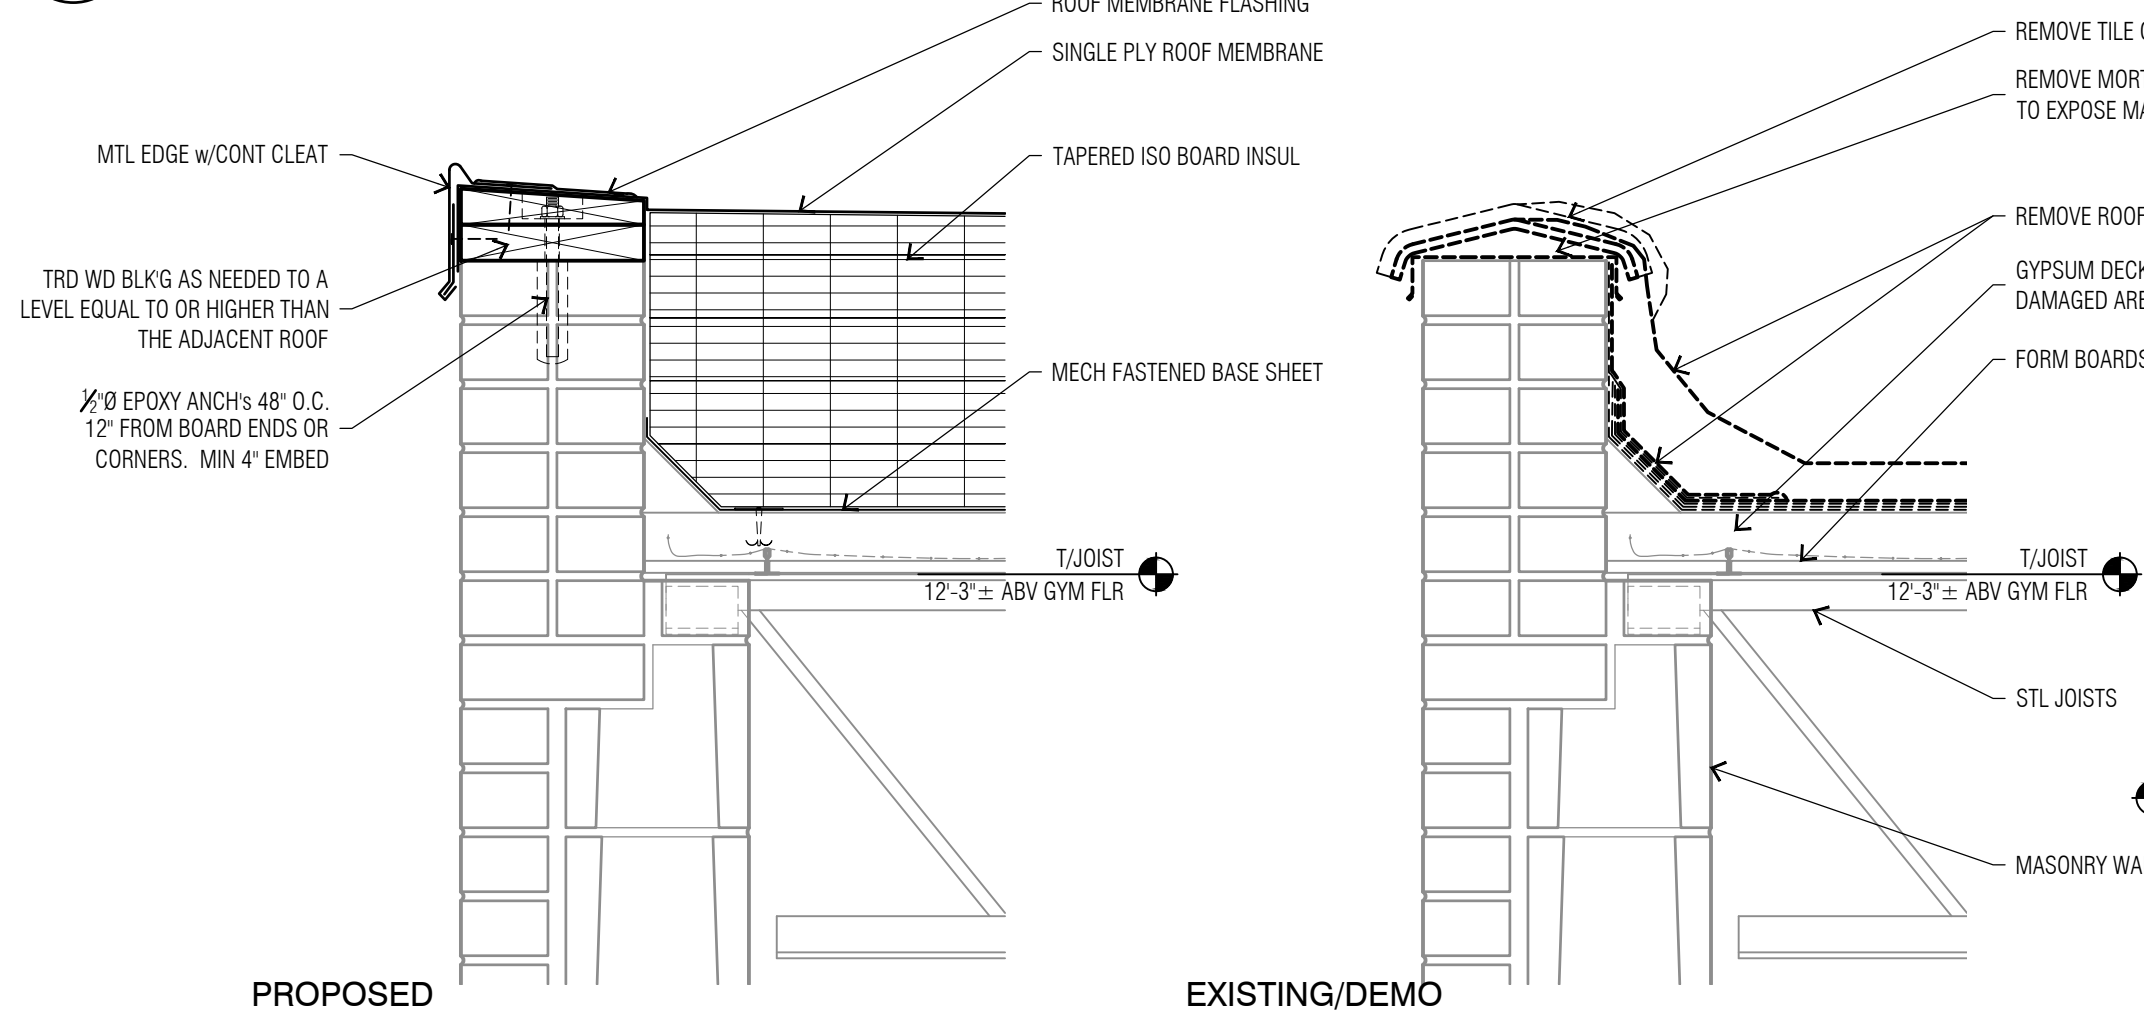 ROOF MEMBRANE FLASHING
SINGLE PLY ROOF MEMBRANE
TAPERED ISO BOARD INSUL
MTL EDGE w/CONT CLEAT
TRD WD BLK'G AS NEEDED TO A
LEVEL EQUAL TO OR HIGHER THAN
THE ADJACENT ROOF
½"Ø EPOXY ANCH's 48" O.C.
12" FROM BOARD ENDS OR
CORNERS. MIN 4" EMBED
MECH FASTENED BASE SHEET
T/JOIST
12'-3"± ABV GYM FLR
PROPOSED
REMOVE TILE
REMOVE
TO EXPOSE
REMOVE ROOF
GYPSUM DECK
DAMAGED
FORM BOARDS
T/JOIST
12'-3"± ABV GYM FLR
STL JOISTS
MASONRY
EXISTING/DEMO